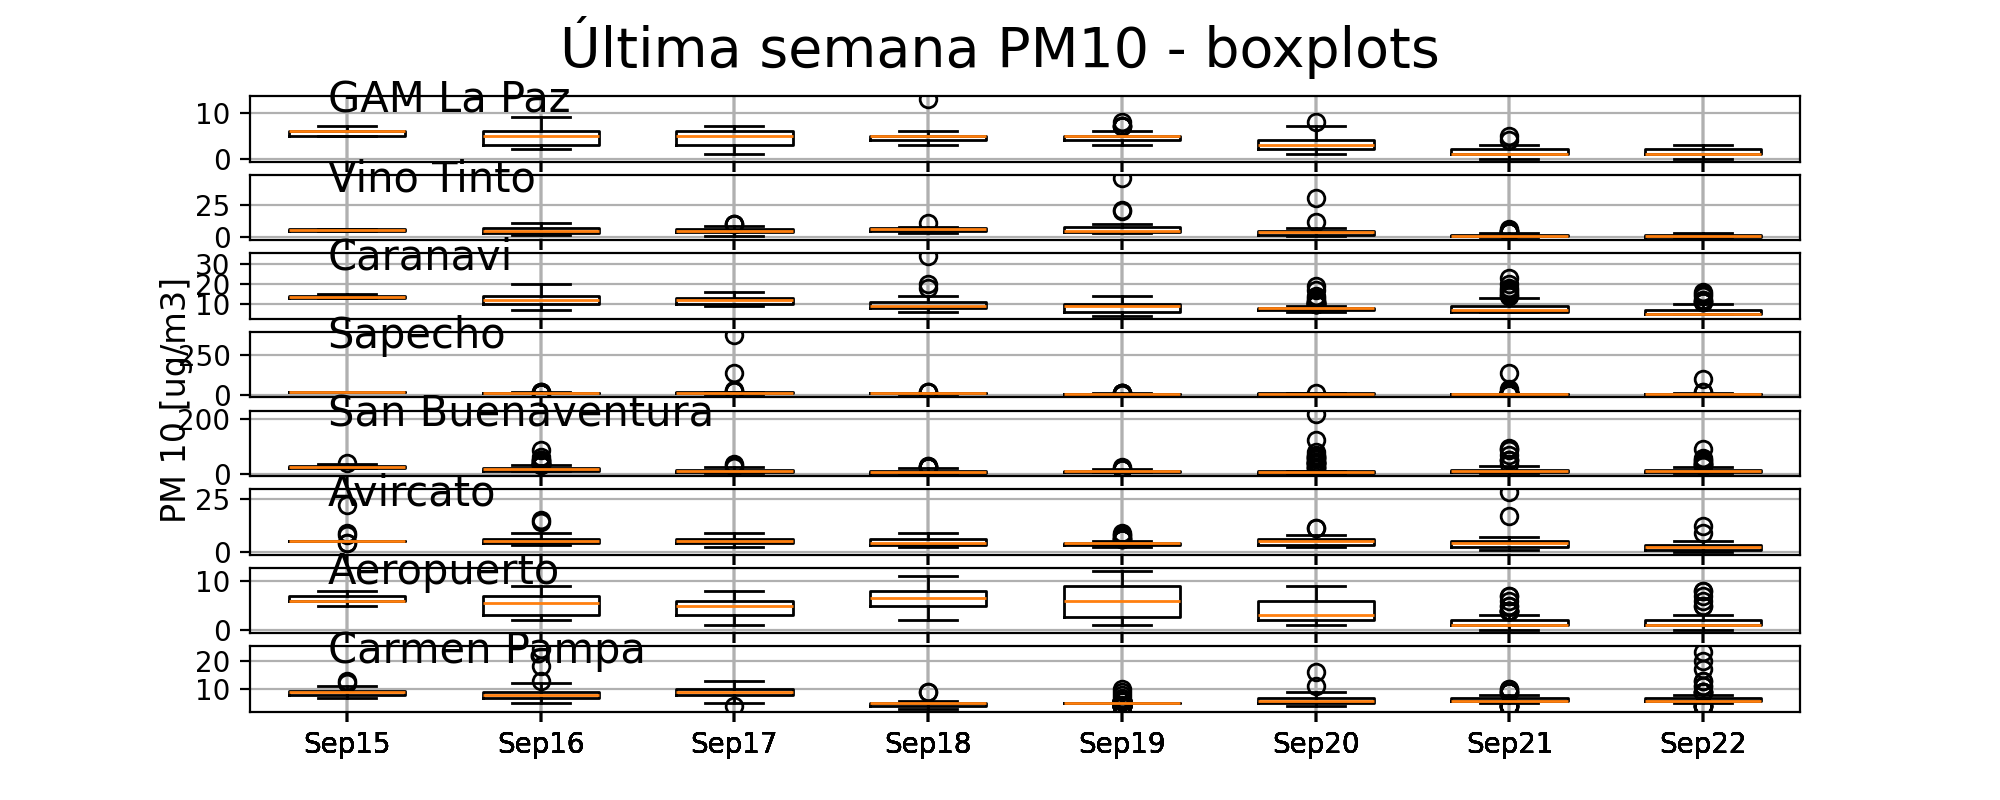 Última semana PM10 - boxplots
GAM La Paz
10
0
Vino Tinto
25
0
Caranavi
30
20
10
Sapecho
250
0
San Buenaventura
200
0
Avircato
25
0
Aeropuerto
10
0
Carmen Pampa
20
10
PM 10 [ug/m3]
Sep15 Sep16 Sep17 Sep18 Sep19 Sep20 Sep21 Sep22